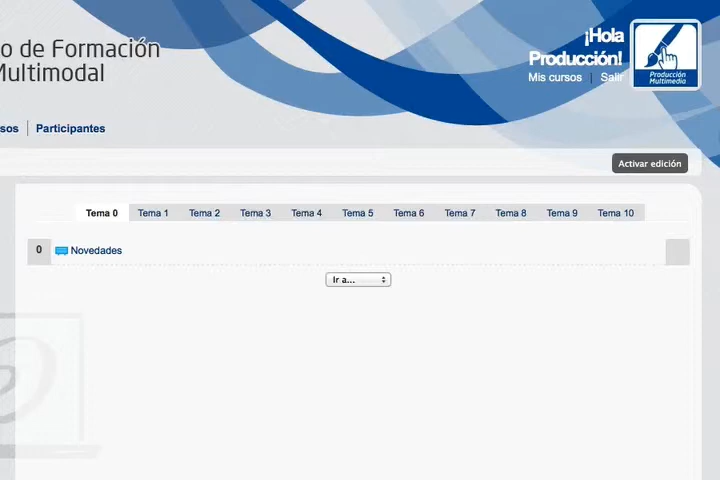 o de Formación
Multimodal
¡Hola
Producción!
Mis cursos | Salir
Producción
Multimedia
sos | Participantes
Activar edición
Tema 0 Tema 1 Tema 2 Tema 3 Tema 4 Tema 5 Tema 6 Tema 7 Tema 8 Tema 9 Tema 10
0 Novedades
Ir a...